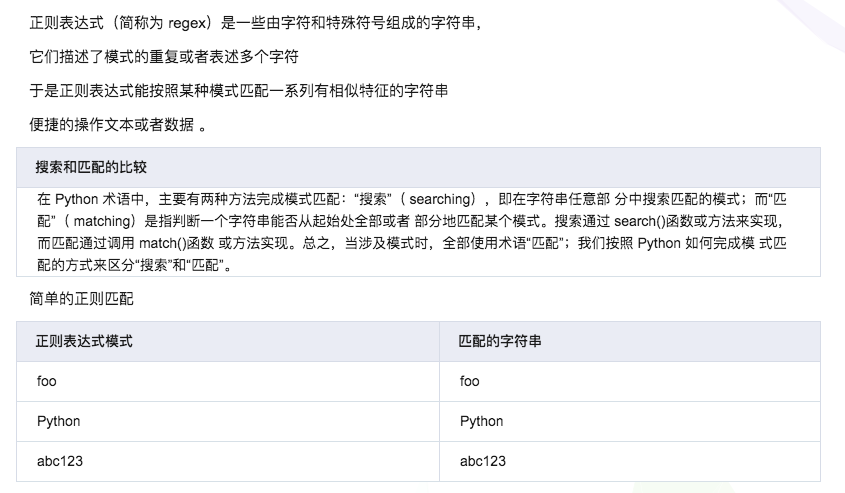 正则表达式（简称为 regex）是一些由字符和特殊符号组成的字符串，
它们描述了模式的重复或者表述多个字符
于是正则表达式能按照某种模式匹配一系列有相似特征的字符串
便捷的操作文本或者数据 。
搜索和匹配的比较
在 Python 术语中，主要有两种方法完成模式匹配：“搜索”（ searching），即在字符串任意部 分中搜索匹配的模式；而“匹
配”（ matching）是指判断一个字符串能否从起始处全部或者 部分地匹配某个模式。搜索通过 search()函数或方法来实现，
而匹配通过调用 match()函数 或方法实现。总之，当涉及模式时，全部使用术语“匹配”；我们按照 Python 如何完成模 式匹
配的方式来区分“搜索”和“匹配”。
简单的正则匹配
正则表达式模式 匹配的字符串
foo foo
Python Python
abc123 abc123